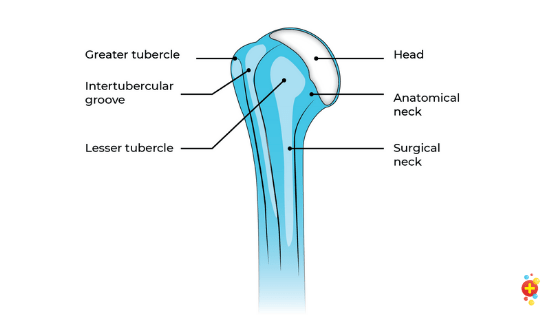 Greater tubercle
Intertubercular
groove
Lesser tubercle
Head
Anatomical
neck
Surgical
neck